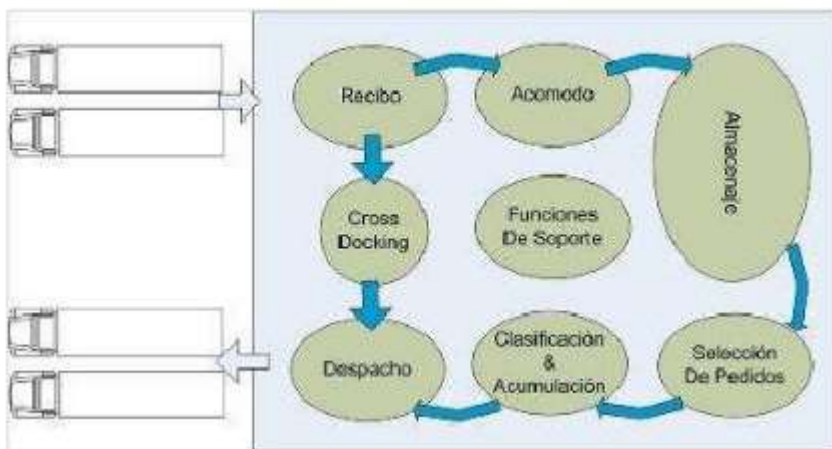 Recibo
Acomodo
Almacenaje
Cross
Docking
Funciones
De Soporte
Despacho
Clasificación
&
Acumulación
Selección
De Pedidos